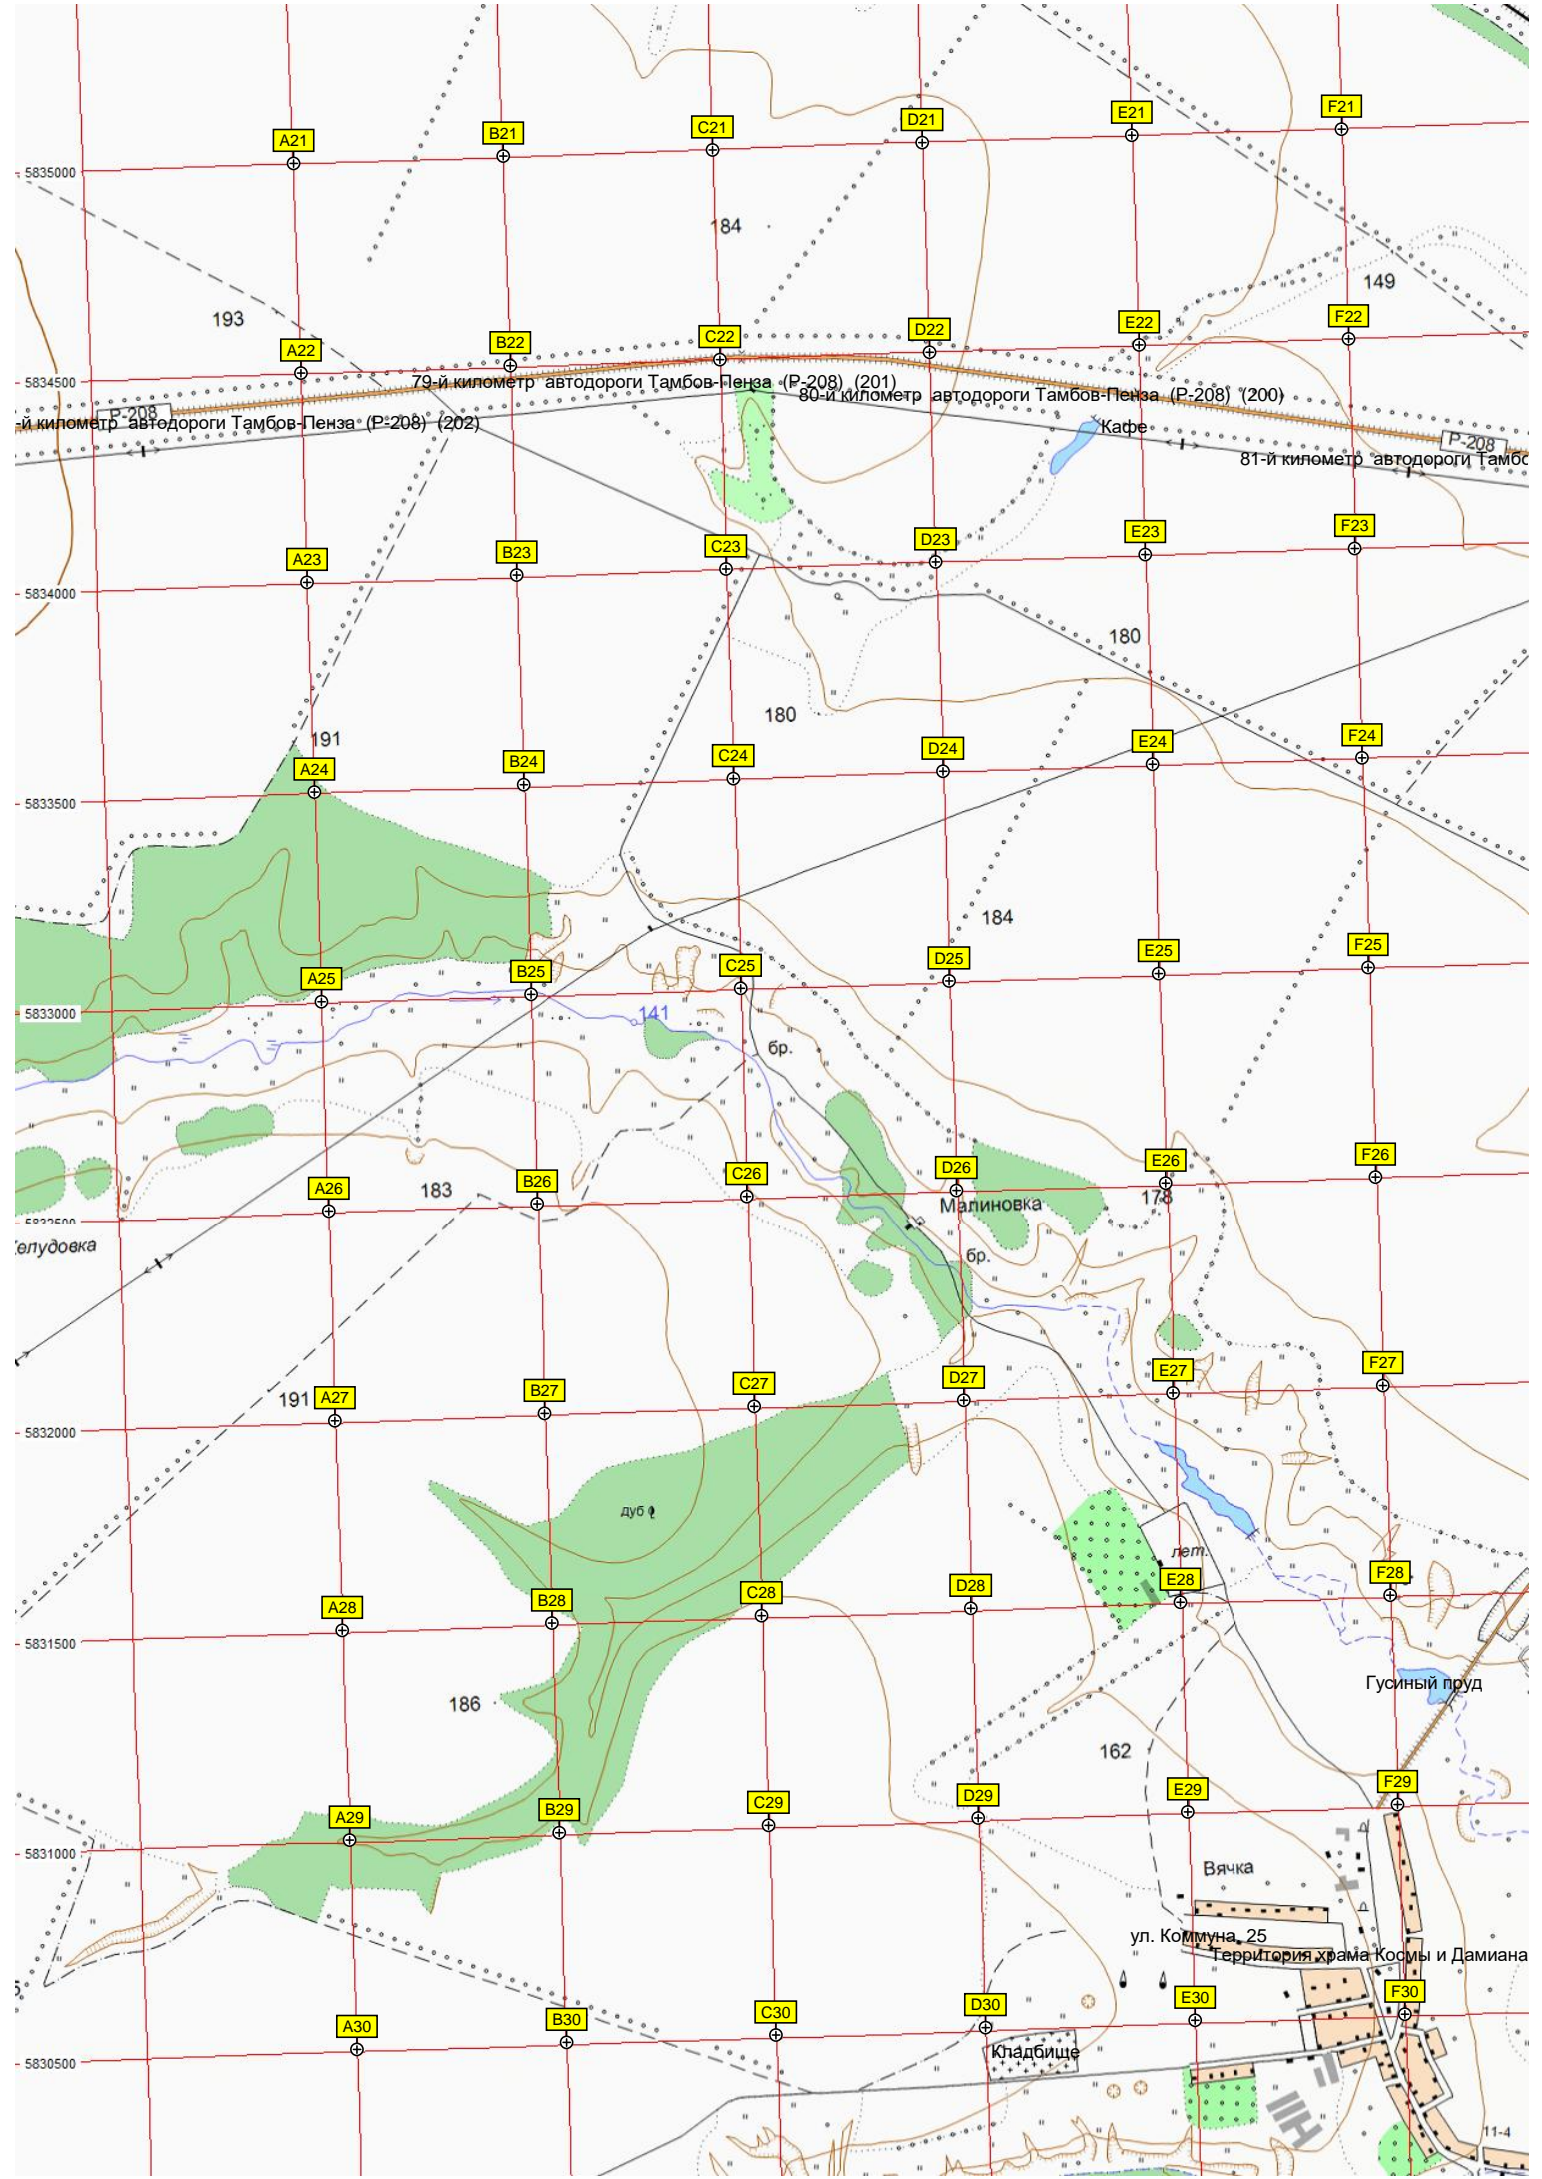 F21
E21
D21
C21
B21
A21
5835000
184
149
193
F22
E22
D22
C22
B22
A22
5834500
79-й километр автодороги Тамбов-Пенза (Р-208) (201)
80-й километр автодороги Тамбов-Пенза (Р-208) (200)
Р-208
-й километр автодороги Тамбов-Пенза (Р-208) (202)
Кафе
Р-208
81-й километр автодороги Тамбо
F23
E23
D23
C23
B23
A23
5834000
180
180
191
F24
E24
D24
C24
B24
A24
5833500
184
F25
E25
D25
C25
B25
A25
5833000
141
бр.
F26
E26
D26
C26
B26
A26
183
178
Малиновка
5832500
елудовка
бр.
F27
E27
D27
C27
B27
A27
191
5832000
дуб
лет.
F28
E28
D28
C28
B28
A28
5831500
Гусиный пруд
186
162
F29
E29
D29
C29
B29
A29
5831000
Вячка
ул. Коммуна, 25
Территория храма Космы и Дамиана
F30
E30
D30
C30
B30
A30
Кладбище
5830500
11-4